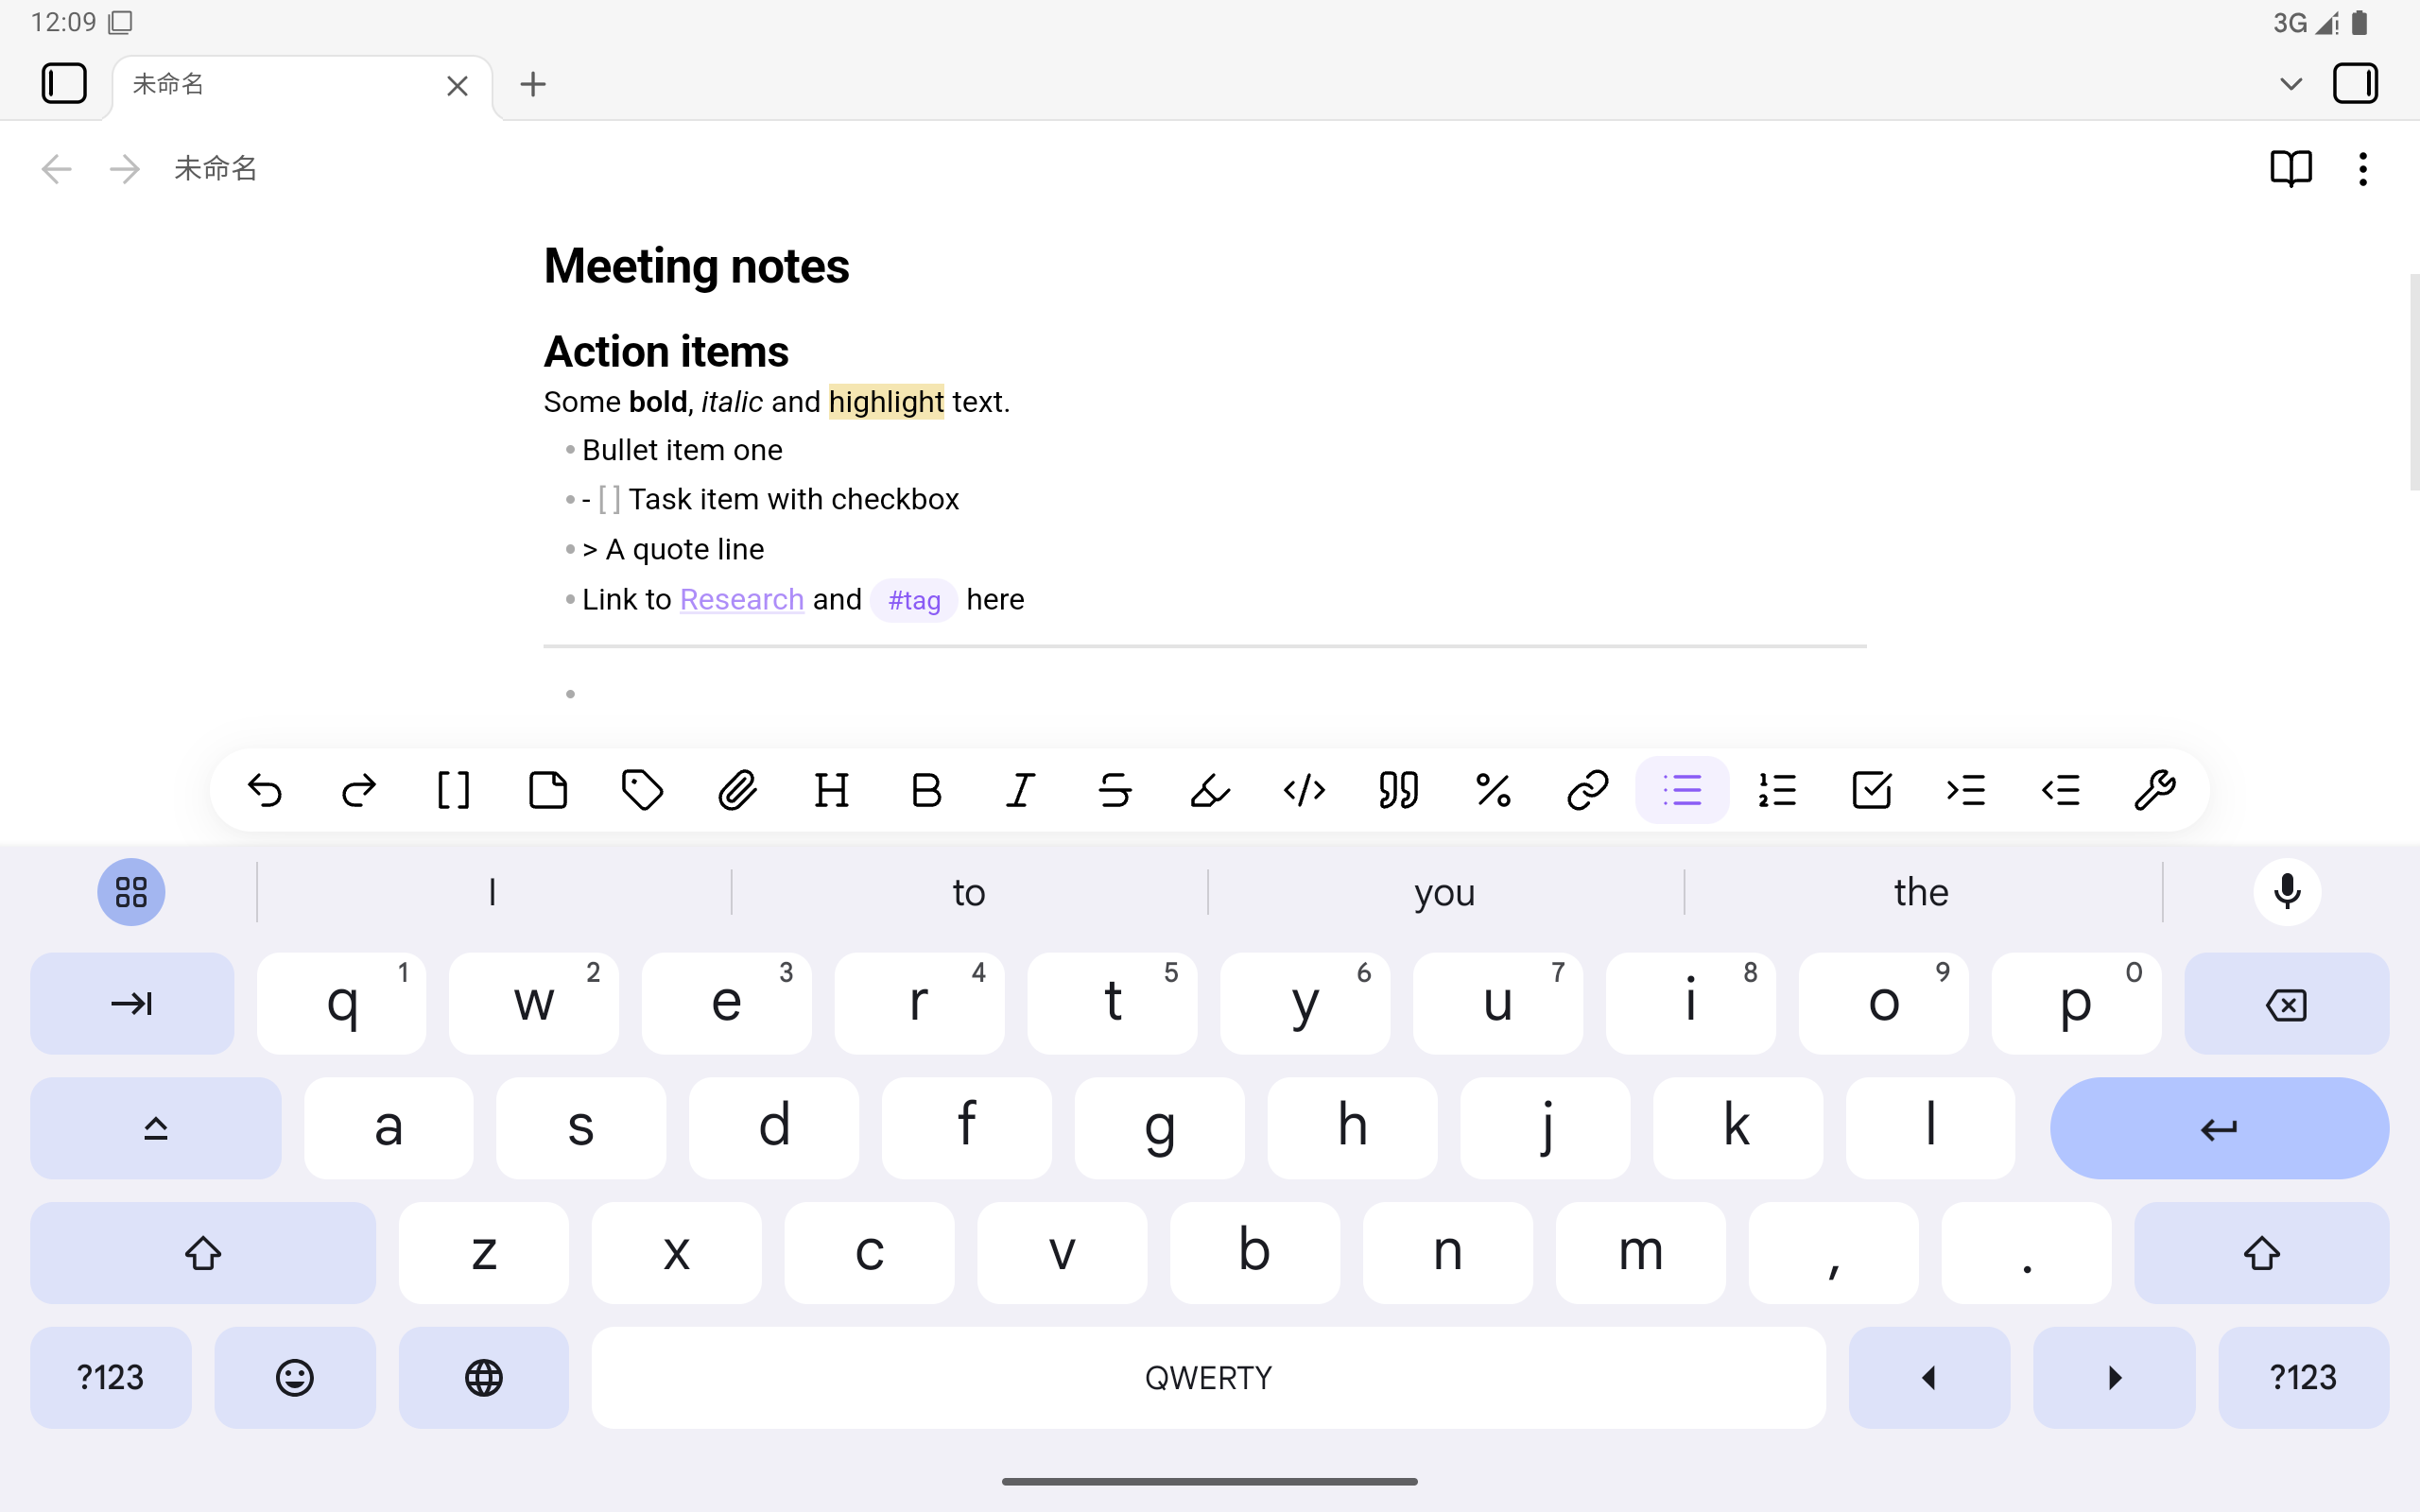 12:09
3G
未命名
未命名
Meeting notes
Action items
Some bold, italic and highlight text.
Bullet item one
- [ ] Task item with checkbox
> A quote line
Link to Research and #tag here
I to you the
q 1 w 2 e 3 r 4 t 5 y 6 u 7 i 8 o 9 p 0
a s d f g h j k l
z x c v b n m , .
?123 QWERTY ?123